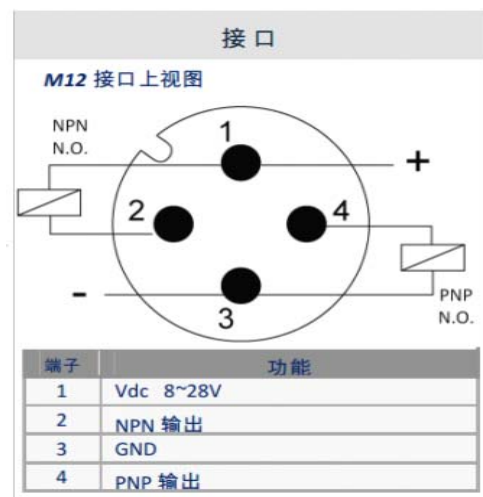 接口
M12 接口上视图
NPN
N.O.
1
+
2
4
-
3
PNP
N.O.
端子 功能
1 Vdc 8~28V
2 NPN 输出
3 GND
4 PNP 输出